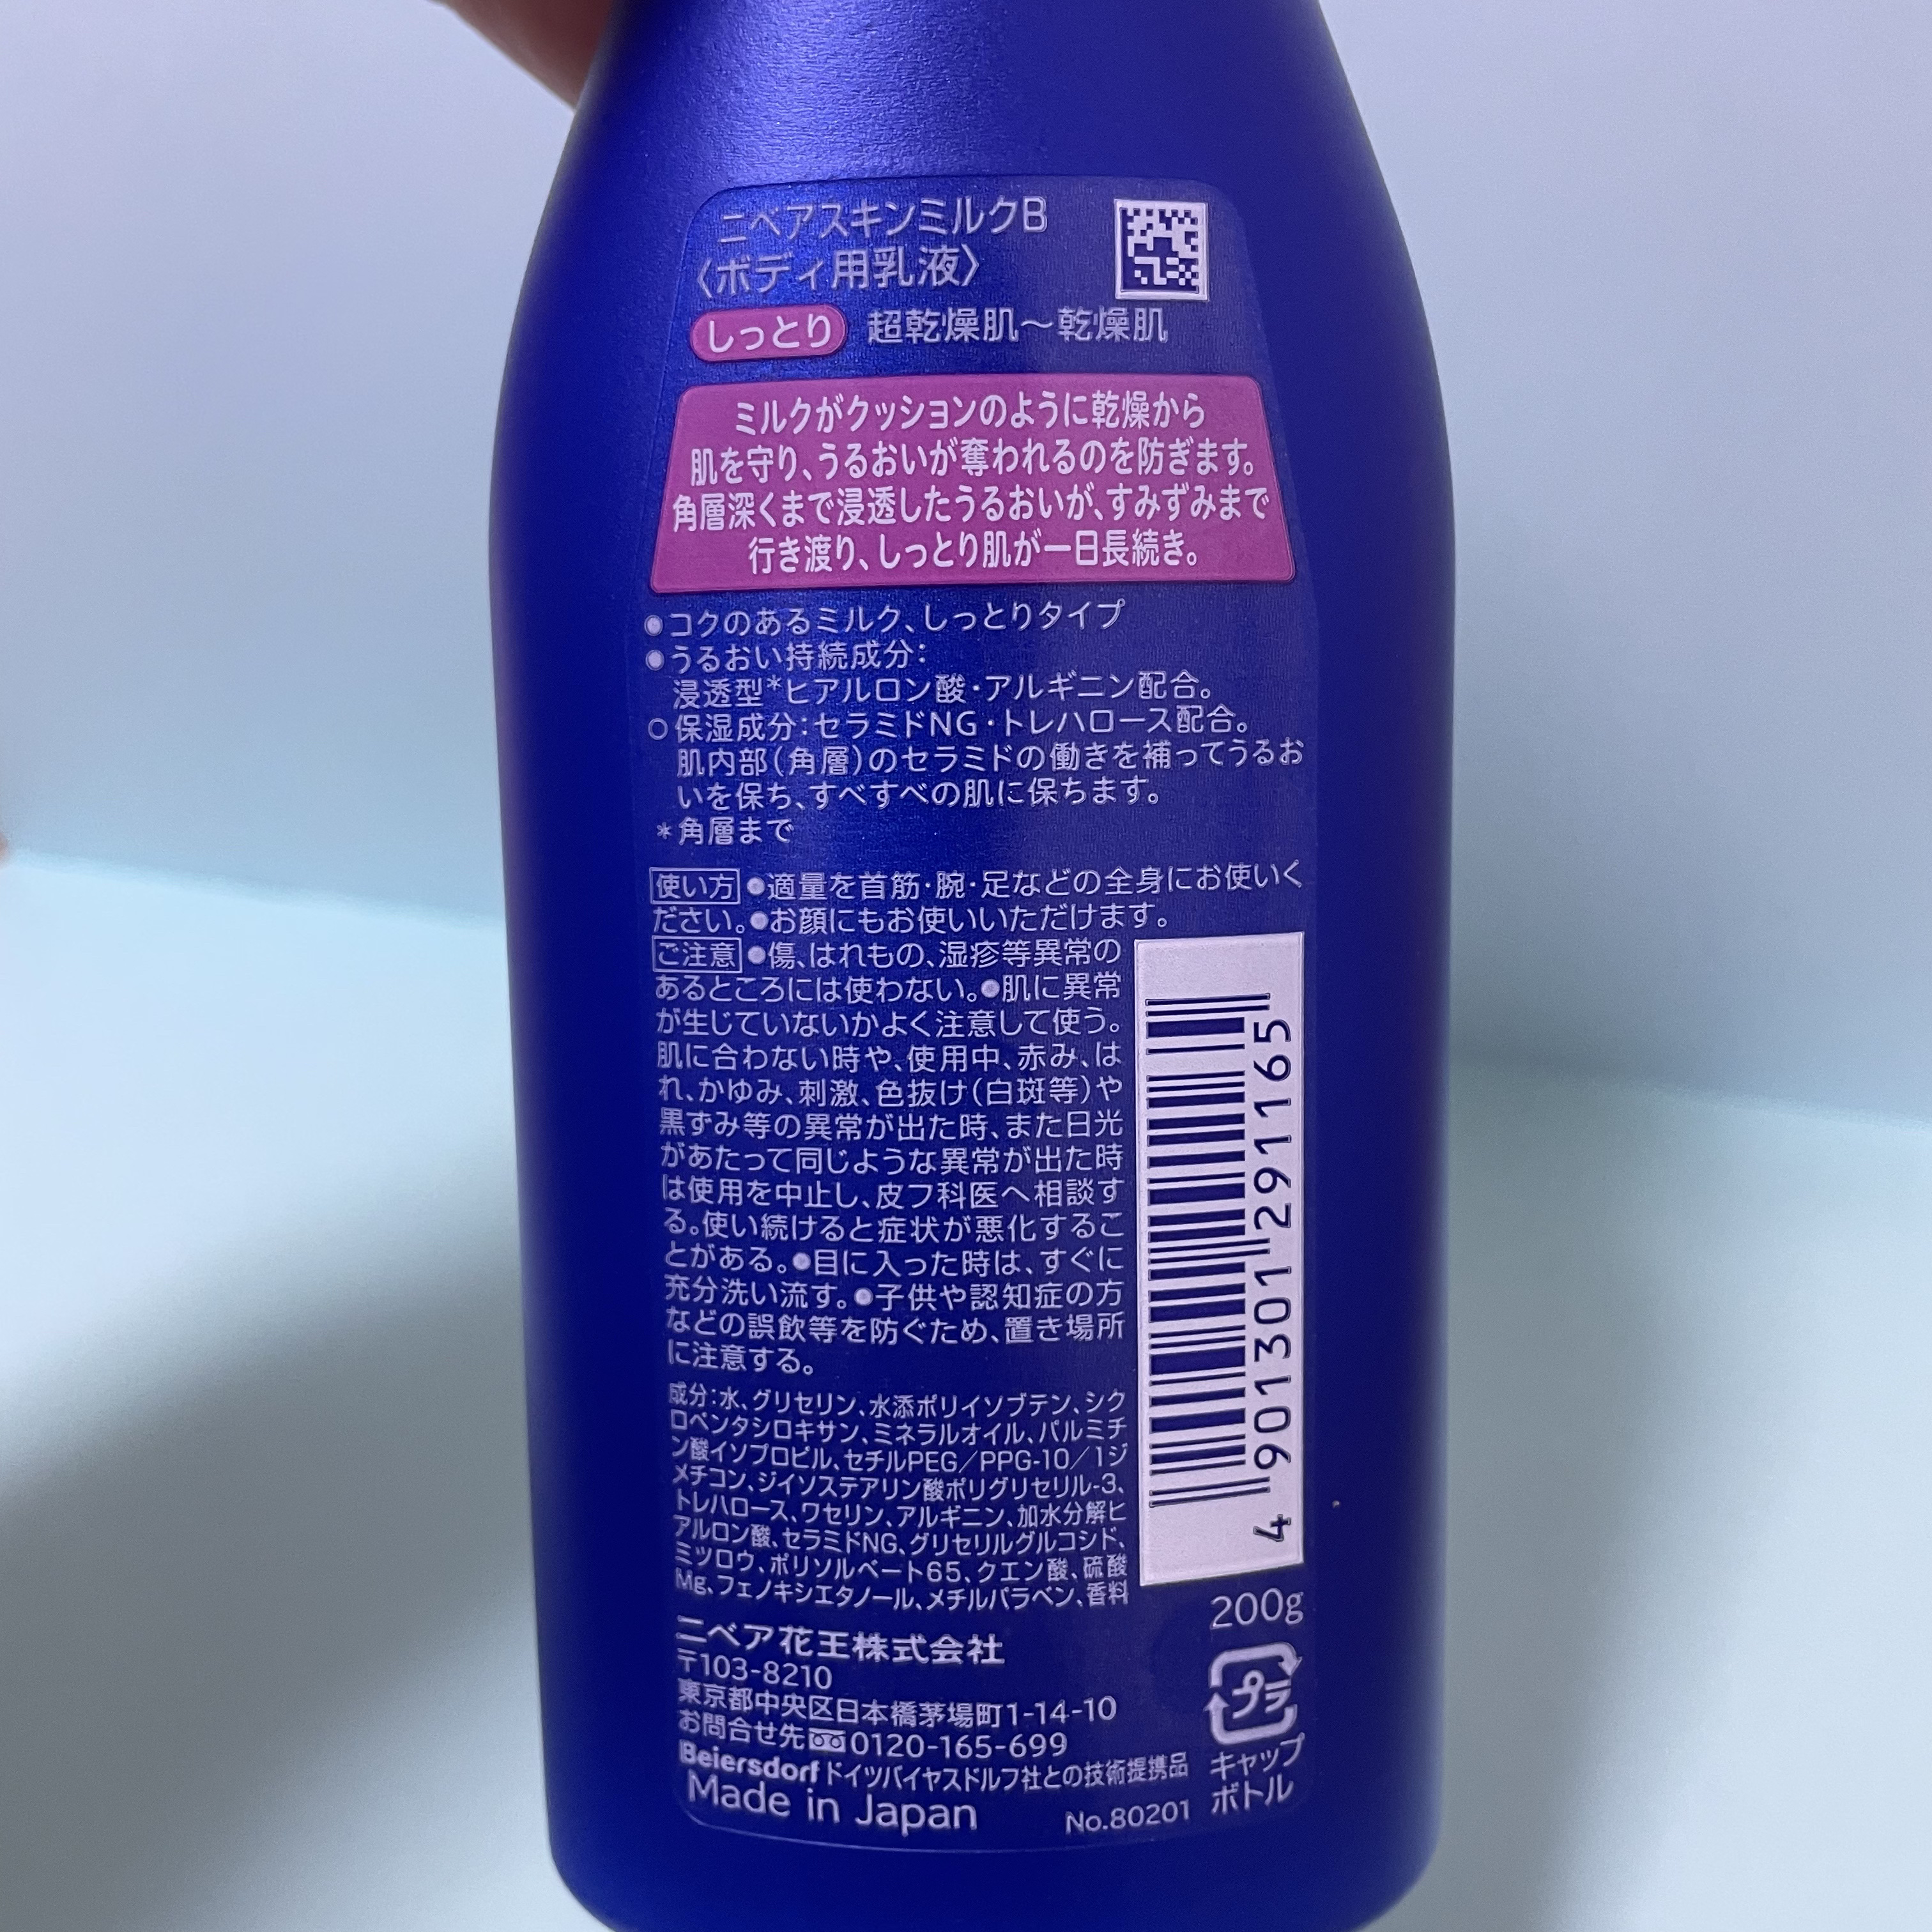 ニベアスキンミルクB
〈ボディ用乳液〉
しっとり 超乾燥肌～乾燥肌
ミルクがクッションのように乾燥から
肌を守り、うるおいが奪われるのを防ぎます。
角層深くまで浸透したうるおいが、すみずみまで
行き渡り、しっとり肌が一日長続き。
●コクのあるミルク、しっとりタイプ
●うるおい持続成分：
浸透型*ヒアルロン酸・アルギニン配合。
○保湿成分：セラミドNG・トレハロース配合。
肌内部(角層)のセラミドの働きを補ってうるお
いを保ち、すべすべの肌に保ちます。
*角層まで
使い方 ●適量を首筋・腕・足などの全身にお使いく
ださい。●お顔にもお使いいただけます。
ご注意 ●傷、はれもの、湿疹等異常の
あるところには使わない。●肌に異常
が生じていないかよく注意して使う。
肌に合わない時や、使用中、赤み、は
れ、かゆみ、刺激、色抜け(白斑等)や
黒ずみ等の異常が出た時、また日光
があたって同じような異常が出た時
は使用を中止し、皮フ科医へ相談す
る。使い続けると症状が悪化するこ
とがある。●目に入った時は、すぐに
充分洗い流す。●子供や認知症の方
などの誤飲等を防ぐため、置き場所
に注意する。
成分：水、グリセリン、水添ポリイソブテン、シク
ロペンタシロキサン、ミネラルオイル、パルミチ
ン酸イソプロピル、セチルPEG／PPG-10／1ジ
メチコン、ジイソステアリン酸ポリグリセリル-3、
トレハロース、ワセリン、アルギニン、加水分解ヒ
アルロン酸、セラミドNG、グリセリルグルコシド、
ミツロウ、ポリソルベート65、クエン酸、硫酸
Mg、フェノキシエタノール、メチルパラベン、香料
4 901301 291165
200g
プラ
キャップ
ボトル
ニベア花王株式会社
〒103-8210
東京都中央区日本橋茅場町1-14-10
お問合せ先 0120-165-699
Beiersdorf ドイツバイヤスドルフ社との技術提携品
Made in Japan No.80201